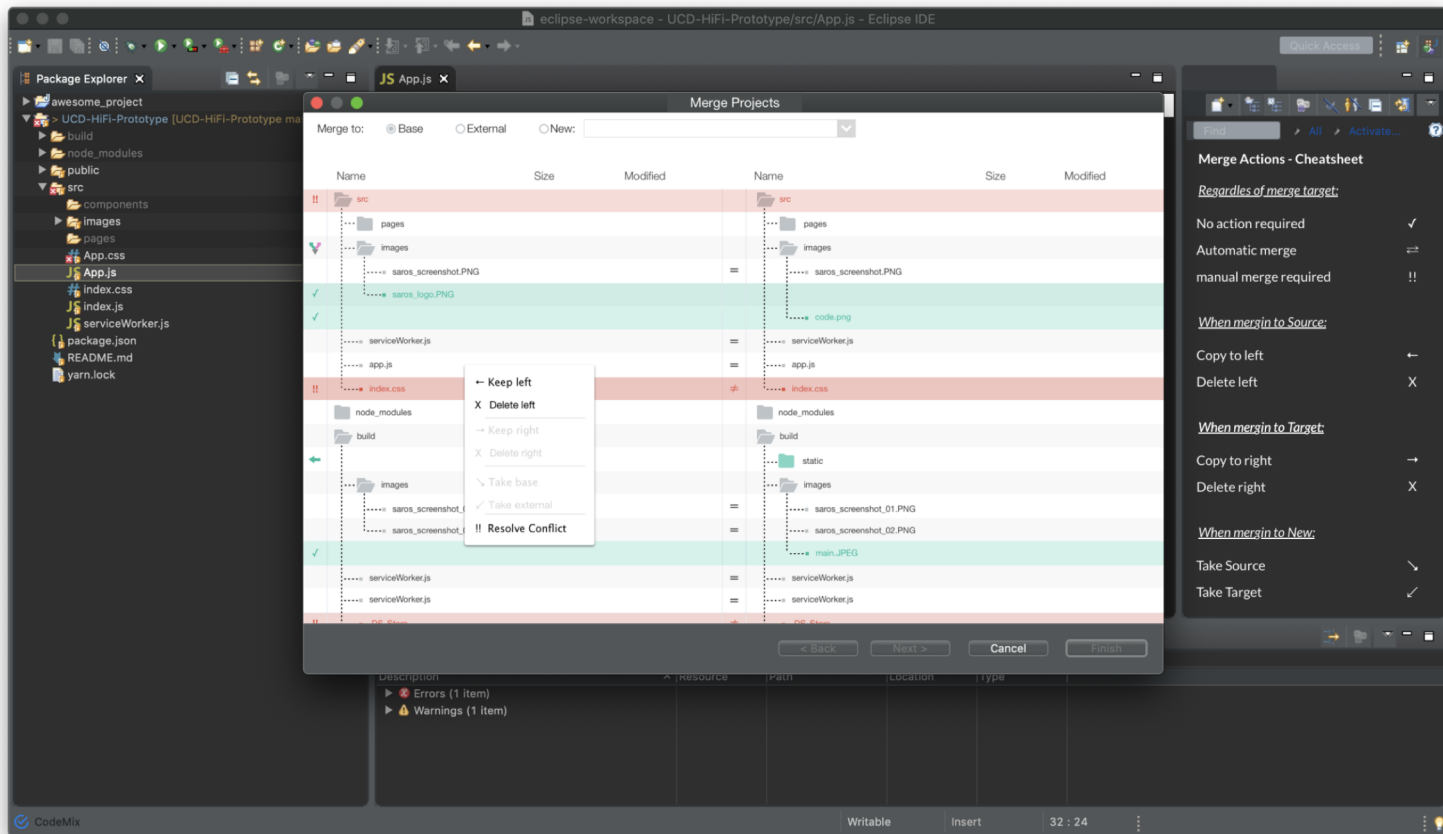 eclipse-workspace - UCD-HiFi-Prototype/src/App.js - Eclipse IDE
Quick Access
Package Explorer X
JS App.js X
awesome_project
> UCD-HiFi-Prototype [UCD-HiFi-Prototype ma
build
node_modules
public
src
components
images
pages
App.css
App.js
index.css
index.js
serviceWorker.js
package.json
README.md
yarn.lock
Merge Projects
Merge to: Base External New:
Name Size Modified Name Size Modified
!! src src
pages pages
images images
saros_screenshot.PNG = saros_screenshot.PNG
✓ saros_logo.PNG
✓ code.png
serviceWorker.js = serviceWorker.js
app.js = app.js
!! index.css ≠ index.css
node_modules node_modules
build build
← static
images images
saros_screenshot_ = saros_screenshot_01.PNG
saros_screenshot_ = saros_screenshot_02.PNG
✓ main.JPEG
serviceWorker.js = serviceWorker.js
serviceWorker.js = serviceWorker.js
← Keep left
X Delete left
→ Keep right
X Delete right
↘ Take base
↙ Take external
!! Resolve Conflict
< Back Next > Cancel Finish
Find All Activate...
Merge Actions - Cheatsheet
Regardles of merge target:
No action required ✓
Automatic merge ⇄
manual merge required !!
When mergin to Source:
Copy to left ←
Delete left X
When mergin to Target:
Copy to right →
Delete right X
When mergin to New:
Take Source ↘
Take Target ↙
Description Resource Path Location Type
Errors (1 item)
Warnings (1 item)
CodeMix Writable Insert 32 : 24